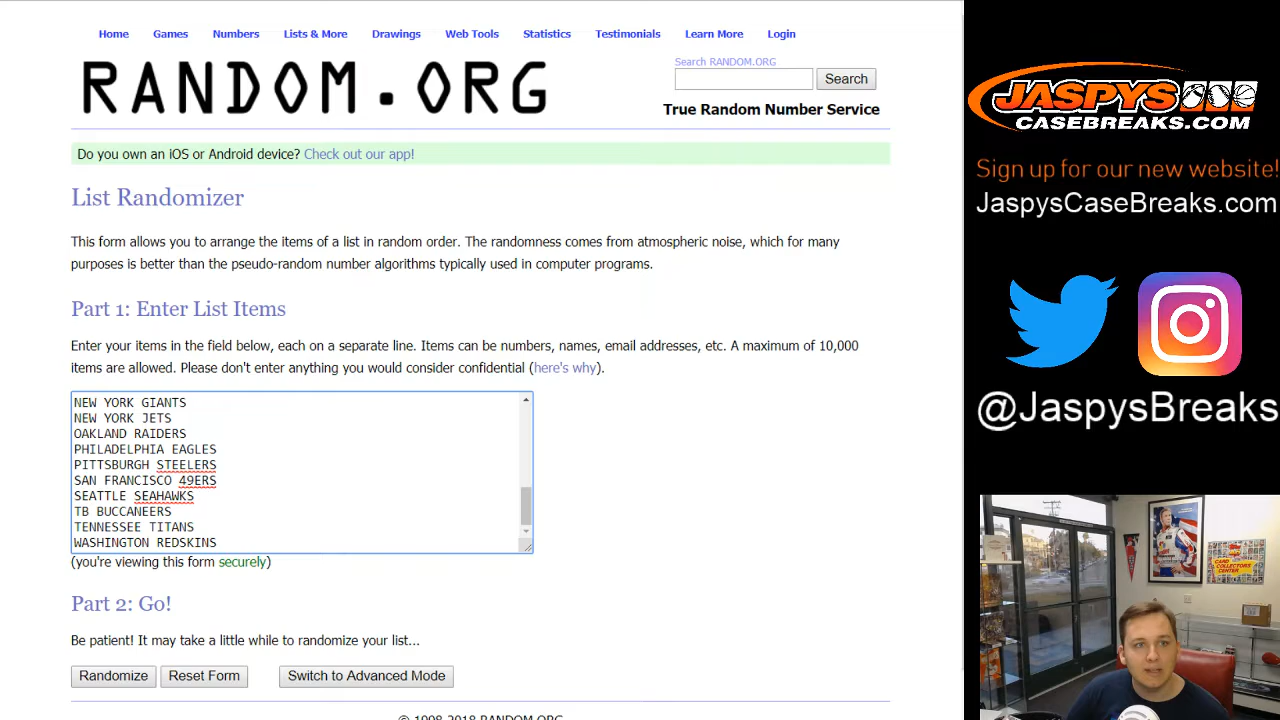 Home Games Numbers Lists & More Drawings Web Tools Statistics Testimonials Learn More Login
RANDOM.ORG
Search RANDOM.ORG
Search
True Random Number Service
Do you own an iOS or Android device? Check out our app!
List Randomizer
This form allows you to arrange the items of a list in random order. The randomness comes from atmospheric noise, which for many
purposes is better than the pseudo-random number algorithms typically used in computer programs.
Part 1: Enter List Items
Enter your items in the field below, each on a separate line. Items can be numbers, names, email addresses, etc. A maximum of 10,000
items are allowed. Please don't enter anything you would consider confidential (here's why).
NEW YORK GIANTS
NEW YORK JETS
OAKLAND RAIDERS
PHILADELPHIA EAGLES
PITTSBURGH STEELERS
SAN FRANCISCO 49ERS
SEATTLE SEAHAWKS
TB BUCCANEERS
TENNESSEE TITANS
WASHINGTON REDSKINS
(you're viewing this form securely)
Part 2: Go!
Be patient! It may take a little while to randomize your list...
Randomize Reset Form Switch to Advanced Mode
© 1998-2018 RANDOM.ORG
JASPYS
CASEBREAKS.COM
Sign up for our new website!
JaspysCaseBreaks.com
@JaspysBreaks
CARD
COLLECTORS
CENTER